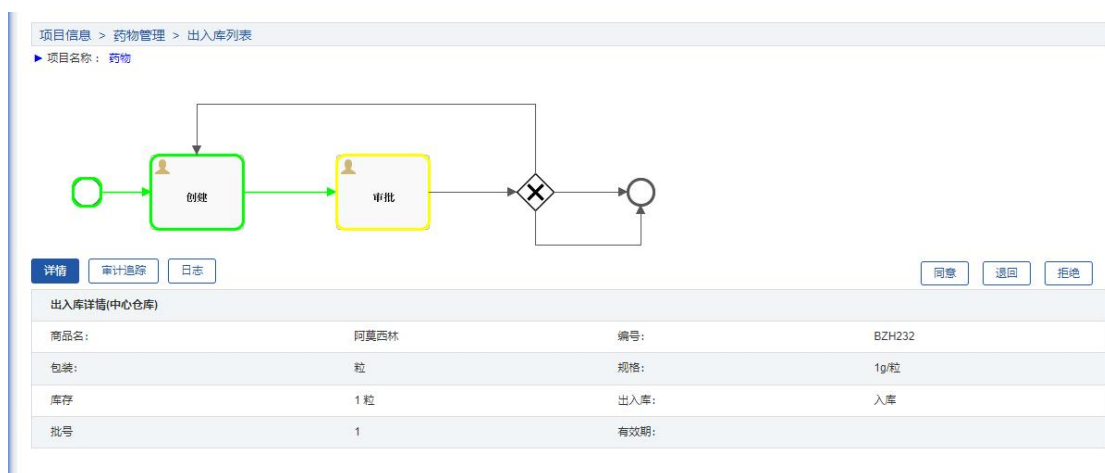 项目信息 > 药物管理 > 出入库列表
项目名称： 药物
创建
审批
详情 审计追踪 日志 同意 退回 拒绝
出入库详情(中心仓库)
商品名: 阿莫西林 编号: BZH232
包装: 粒 规格: 1g/粒
库存 1 粒 出入库: 入库
批号 1 有效期: